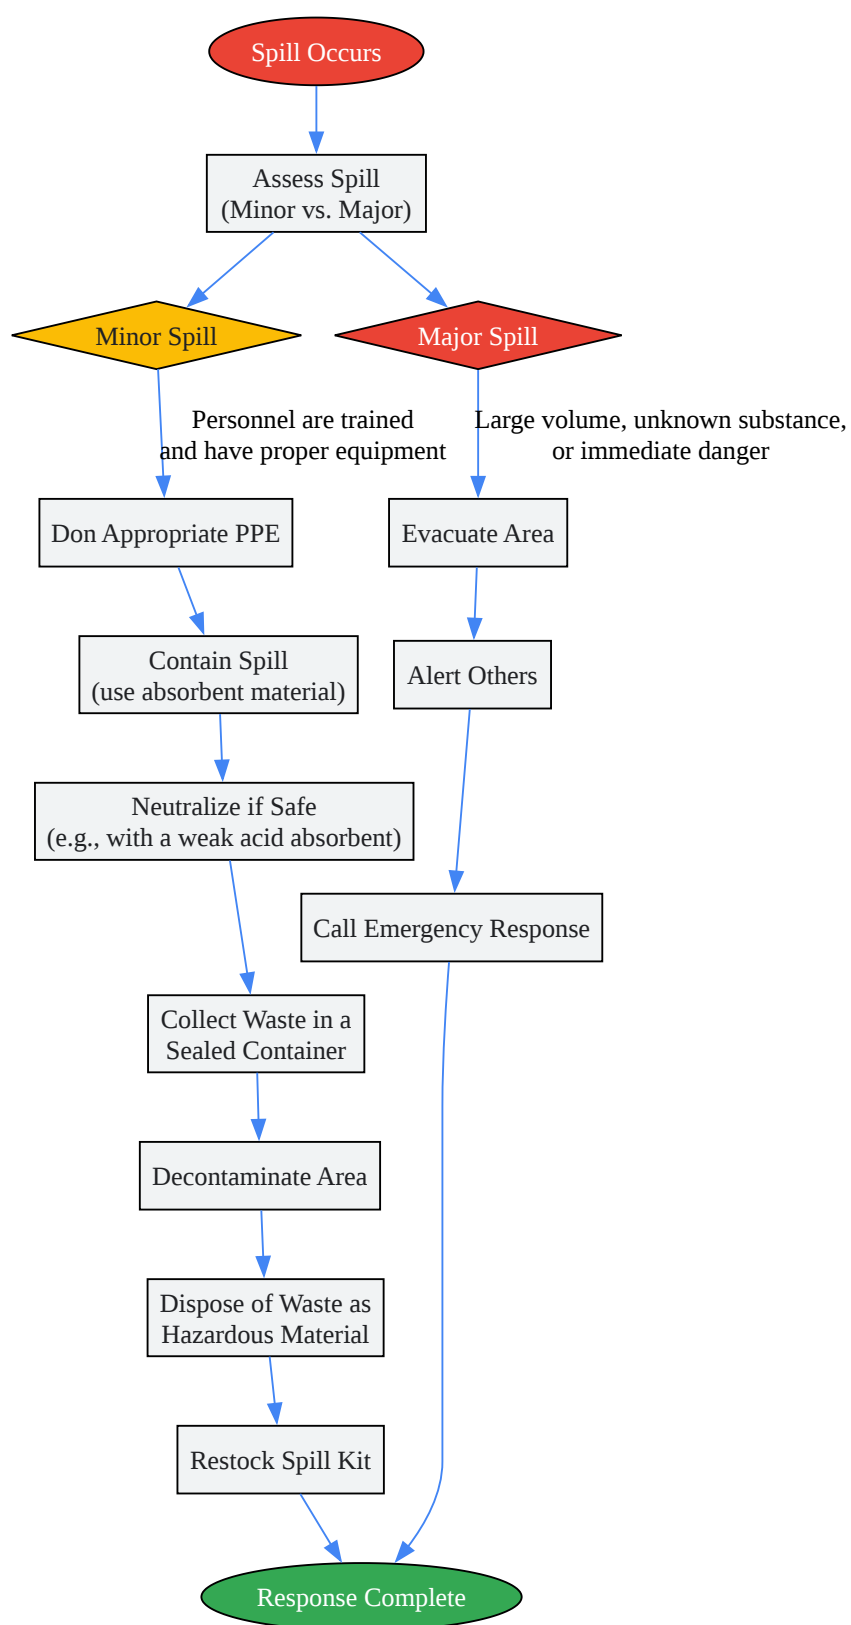 Spill Occurs
Assess Spill
(Minor vs. Major)
Minor Spill
Major Spill
Personnel are trained
and have proper equipment
Large volume, unknown substance,
or immediate danger
Don Appropriate PPE
Evacuate Area
Contain Spill
(use absorbent material)
Alert Others
Neutralize if Safe
(e.g., with a weak acid absorbent)
Call Emergency Response
Collect Waste in a
Sealed Container
Decontaminate Area
Dispose of Waste as
Hazardous Material
Restock Spill Kit
Response Complete